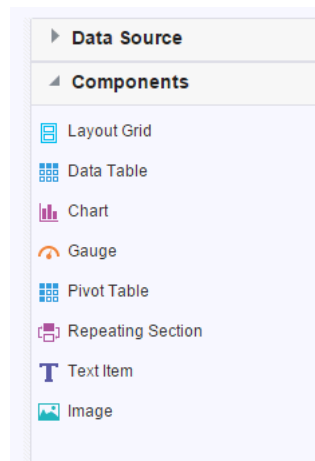 Data Source
Components
Layout Grid
Data Table
Chart
Gauge
Pivot Table
Repeating Section
Text Item
Image